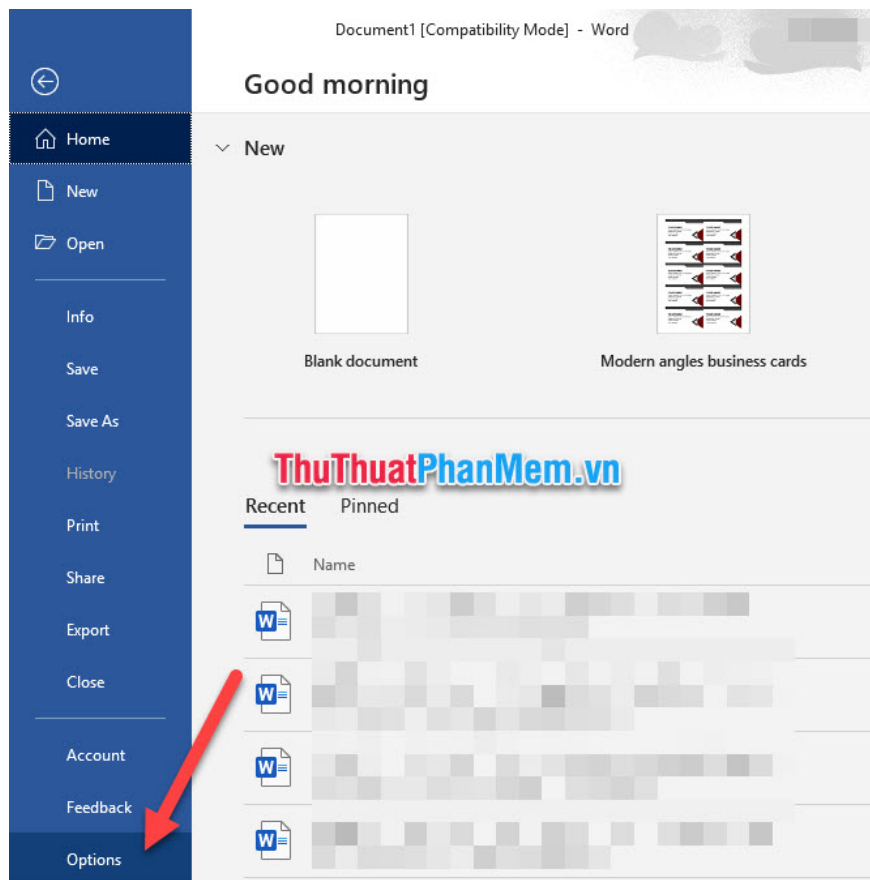 Document1 [Compatibility Mode] - Word
Good morning
Home
New
Open
Info
Save
Save As
History
Print
Share
Export
Close
Account
Feedback
Options
New
Blank document
Modern angles business cards
ThuThuatPhanMem.vn
Recent Pinned
Name